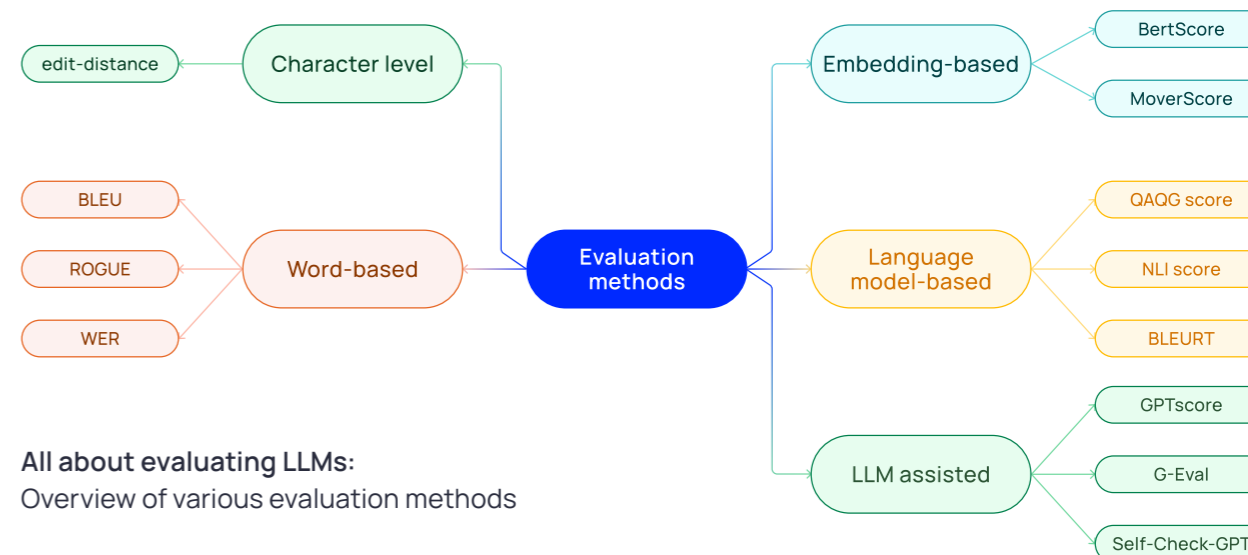 edit-distance
Character level
BLEU
ROGUE
WER
Word-based
Evaluation
methods
Embedding-based
BertScore
MoverScore
Language
model-based
QAQG score
NLI score
BLEURT
LLM assisted
GPTscore
G-Eval
Self-Check-GPT
All about evaluating LLMs:
Overview of various evaluation methods